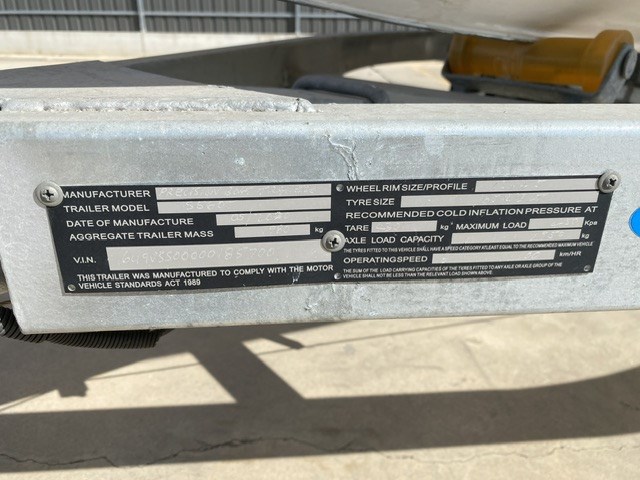 MANUFACTURER
TRAILER MODEL
DATE OF MANUFACTURE
AGGREGATE TRAILER MASS kg
V.I.N.
THIS TRAILER WAS MANUFACTURED TO COMPLY WITH THE MOTOR
VEHICLE STANDARDS ACT 1989
WHEEL RIM SIZE/PROFILE
TYRE SIZE
RECOMMENDED COLD INFLATION PRESSURE AT
TARE kg MAXIMUM LOAD Kpa
AXLE LOAD CAPACITY kg
THE TYRES FITTED TO THE VEHICLE SHALL HAVE A SPEED CATEGORY AT LEAST EQUAL TO THE RECOMMENDED MAXIMUM VEHICLE
OPERATING SPEED km/HR
THE SUM OF THE LOAD CARRYING CAPACITIES OF THE TYRES FITTED TO ANY AXLE OR AXLE GROUP OF THE
VEHICLE SHALL NOT BE LESS THAN THE RELEVANT LOAD SHOWN ABOVE.